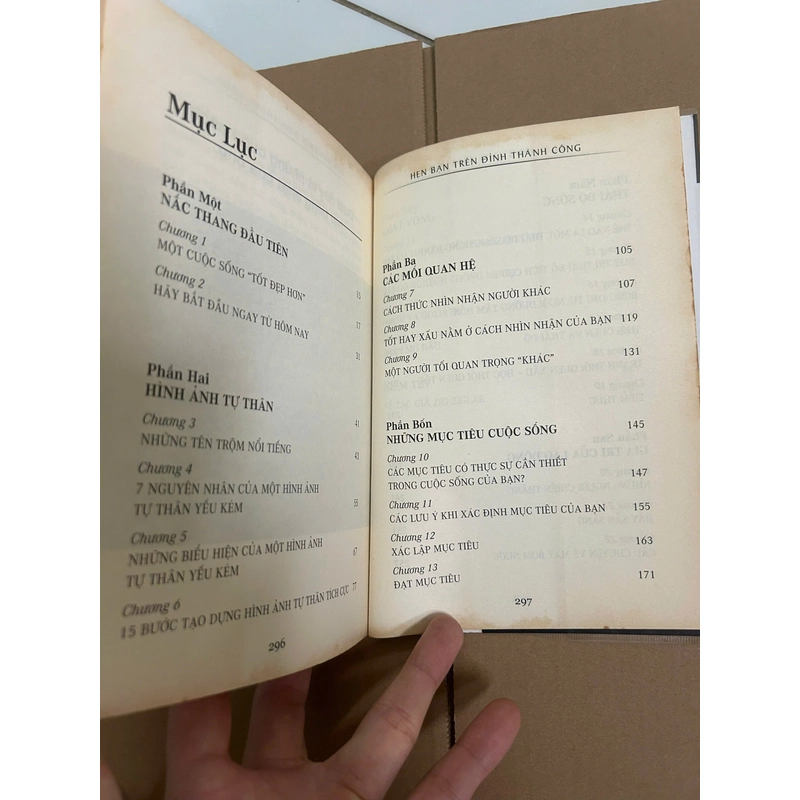 Mục Lục
Phần Một
NẤC THANG ĐẦU TIÊN
Chương 1
MỘT CUỘC SỐNG "TỐT ĐẸP HƠN"
15
Chương 2
HÃY BẮT ĐẦU NGAY TỪ HÔM NAY
17
31
Phần Hai
HÌNH ẢNH TỰ THÂN
41
Chương 3
NHỮNG TÊN TRỘM NỔI TIẾNG
43
Chương 4
7 NGUYÊN NHÂN CỦA MỘT HÌNH ẢNH
TỰ THÂN YẾU KÉM
55
Chương 5
NHỮNG BIỂU HIỆN CỦA MỘT HÌNH ẢNH
TỰ THÂN YẾU KÉM
67
Chương 6
15 BƯỚC TẠO DỰNG HÌNH ẢNH TỰ THÂN TÍCH CỰC 77
296
HẸN BẠN TRÊN ĐỈNH THÀNH CÔNG
Phần Ba
CÁC MỐI QUAN HỆ 105
Chương 7
CÁCH THỨC NHÌN NHẬN NGƯỜI KHÁC 107
Chương 8
TỐT HAY XẤU NẰM Ở CÁCH NHÌN NHẬN CỦA BẠN 119
Chương 9
MỘT NGƯỜI TỐI QUAN TRỌNG "KHÁC" 131
Phần Bốn
NHỮNG MỤC TIÊU CUỘC SỐNG 145
Chương 10
CÁC MỤC TIÊU CÓ THỰC SỰ CẦN THIẾT
TRONG CUỘC SỐNG CỦA BẠN? 147
Chương 11
CÁC LƯU Ý KHI XÁC ĐỊNH MỤC TIÊU CỦA BẠN 155
Chương 12
XÁC LẬP MỤC TIÊU 163
Chương 13
ĐẠT MỤC TIÊU 171
297